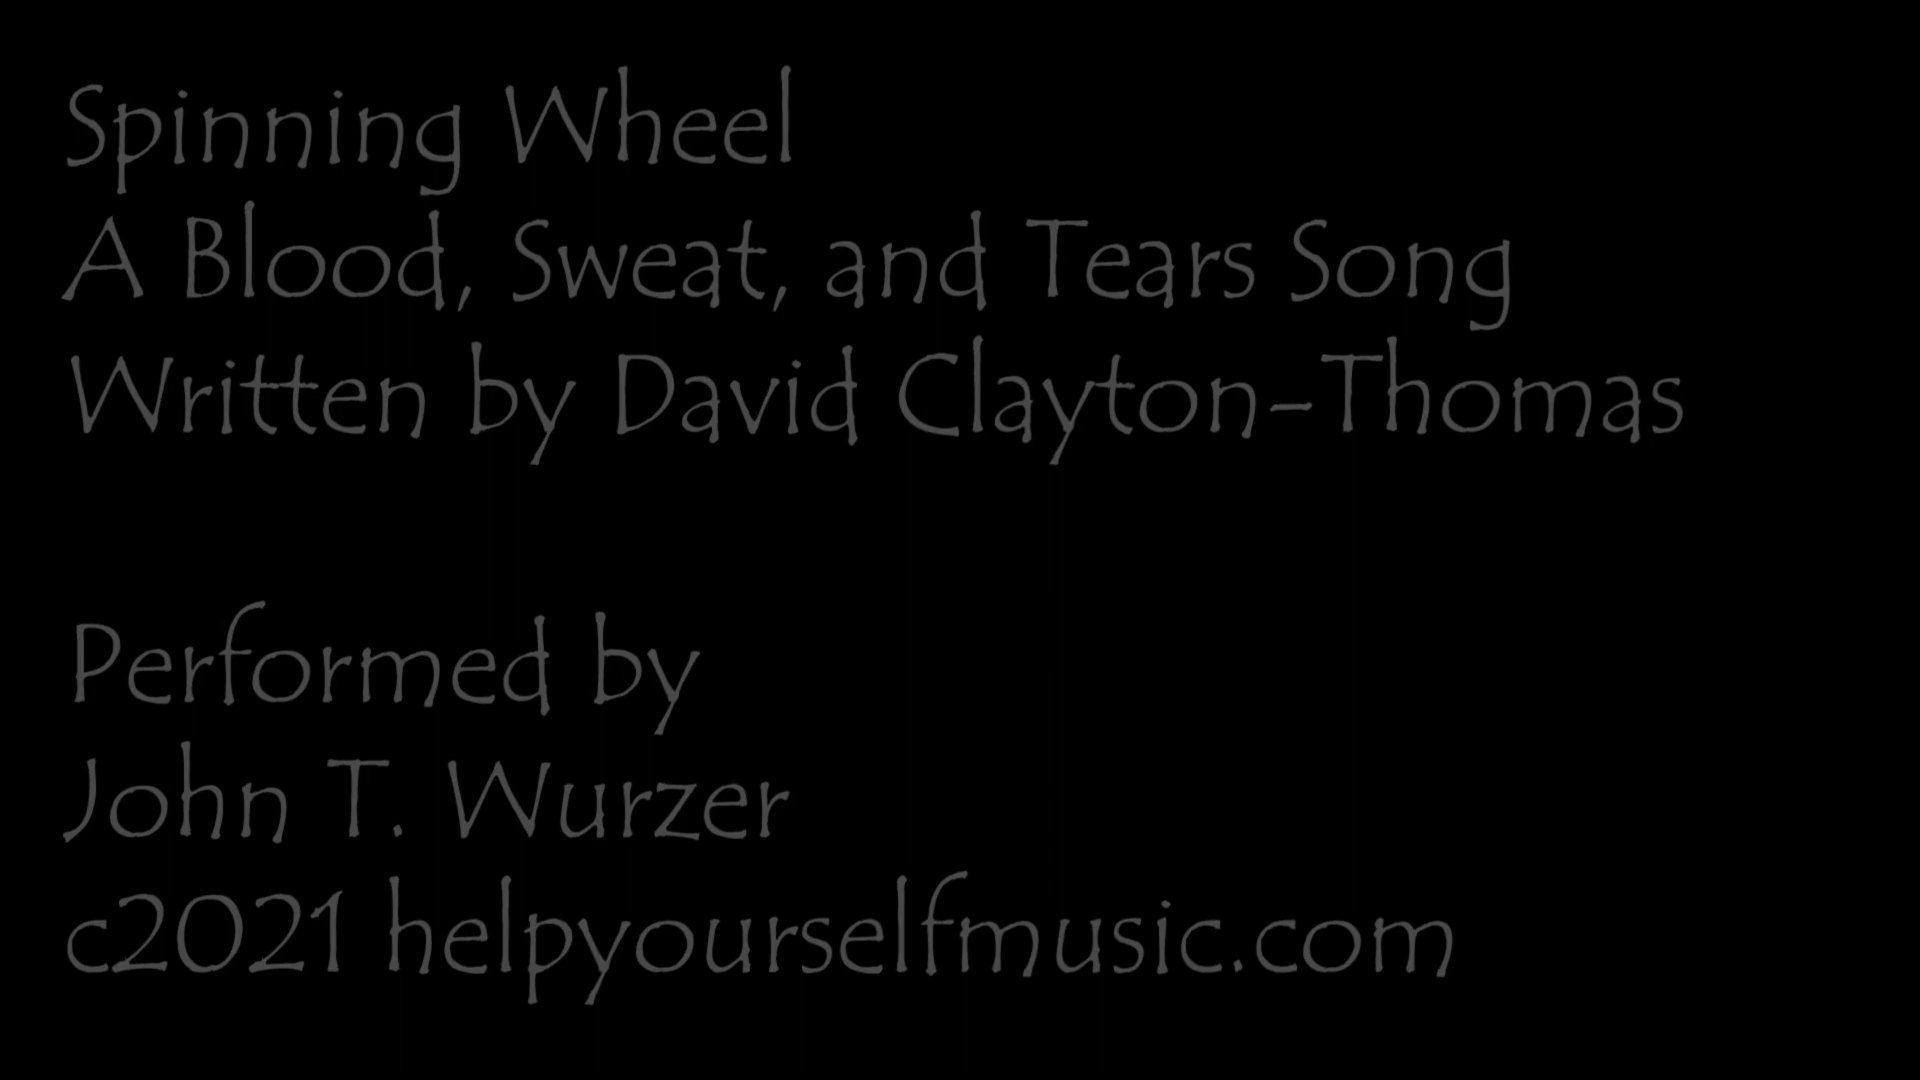 Spinning Wheel
A Blood, Sweat, and Tears Song
Written by David Clayton-Thomas
Performed by
John T. Wurzer
c2021 helpyourselfmusic.com